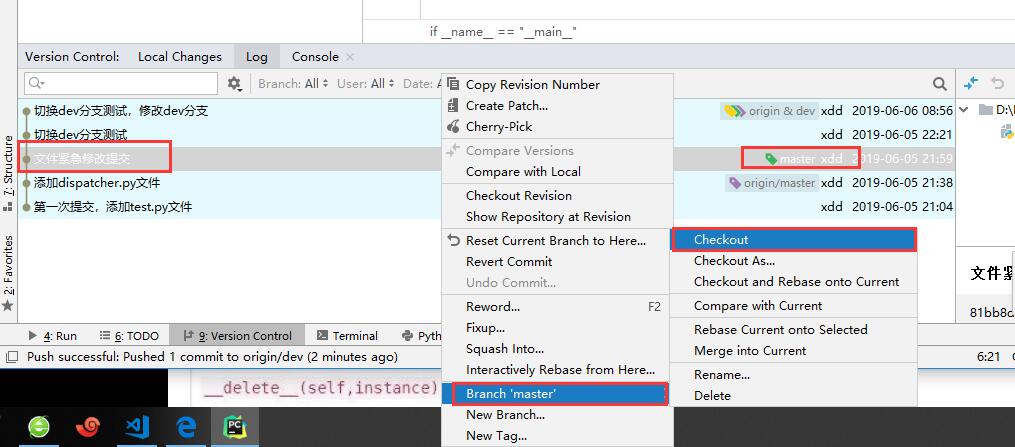 if __name__ == "__main__"
Version Control: Local Changes Log Console
Branch: All User: All Date: A
切换dev分支测试，修改dev分支 origin & dev xdd 2019-06-06 08:56
切换dev分支测试 xdd 2019-06-05 22:21
文件紧急修改提交 master xdd 2019-06-05 21:59
添加dispatcher.py文件 origin/master xdd 2019-06-05 21:38
第一次提交，添加test.py文件 xdd 2019-06-05 21:04
Copy Revision Number
Create Patch...
Cherry-Pick
Compare Versions
Compare with Local
Checkout Revision
Show Repository at Revision
Reset Current Branch to Here...
Revert Commit
Undo Commit...
Reword... F2
Fixup...
Squash Into...
Interactively Rebase from Here...
Branch 'master'
New Branch...
New Tag...
Checkout
Checkout As...
Checkout and Rebase onto Current
Compare with Current
Rebase Current onto Selected
Merge into Current
Rename...
Delete
D:\
文件紧
81bb8c
7: Structure
2: Favorites
4: Run 6: TODO 9: Version Control Terminal Pyth
Push successful: Pushed 1 commit to origin/dev (2 minutes ago) 6:21
__delete__(self,instance)
PC